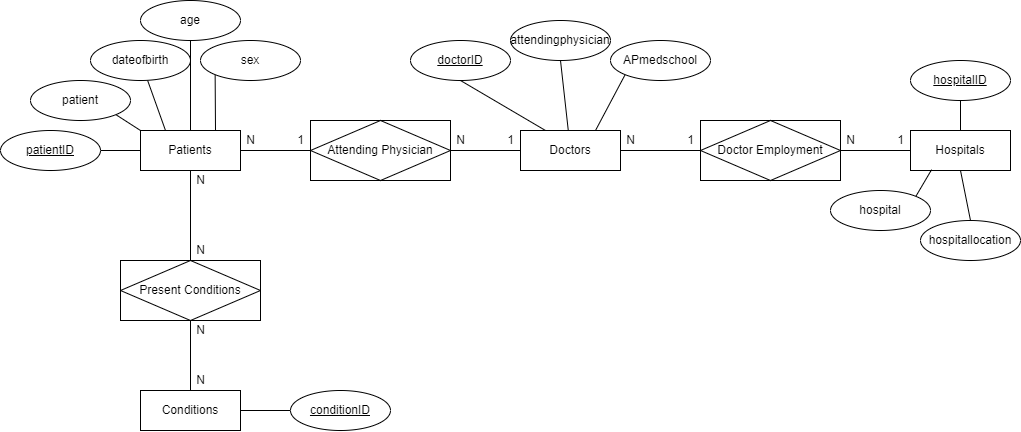 age
dateofbirth
sex
patient
patientID
Patients
N
1
Attending Physician
N
1
doctorID
attendingphysician
APmedschool
Doctors
N
1
Doctor Employment
N
1
hospitalID
Hospitals
hospital
hospitallocation
N
N
Present Conditions
N
N
Conditions
conditionID